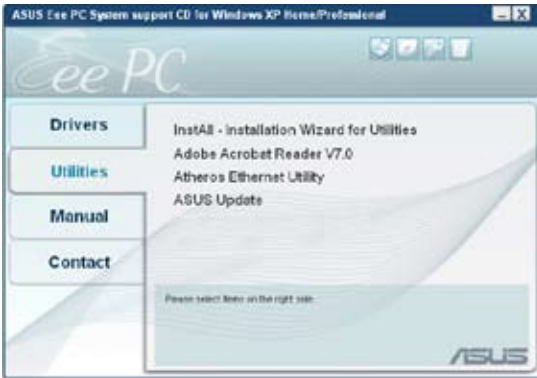 ASUS Eee PC System support CD for Windows XP Home/Professional
Eee PC
Drivers
Utilities
Manual
Contact
InstAll - Installation Wizard for Utilities
Adobe Acrobat Reader V7.0
Atheros Ethernet Utility
ASUS Update
Please select items on the right side.
ASUS